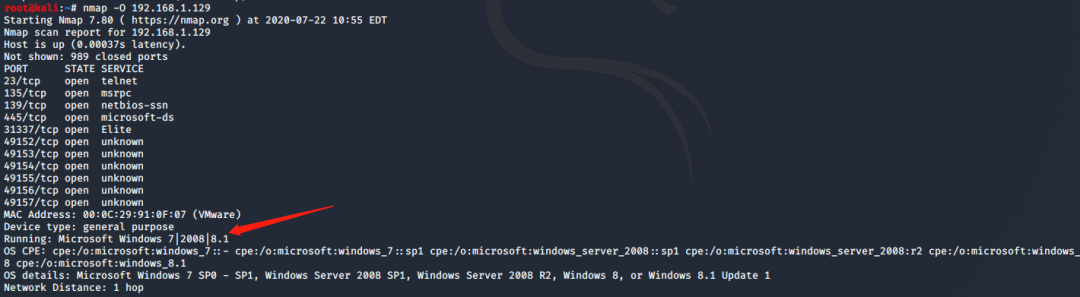 root@kali:~# nmap -O 192.168.1.129
Starting Nmap 7.80 ( https://nmap.org ) at 2020-07-22 10:55 EDT
Nmap scan report for 192.168.1.129
Host is up (0.00037s latency).
Not shown: 989 closed ports
PORT      STATE SERVICE
23/tcp    open  telnet
135/tcp   open  msrpc
139/tcp   open  netbios-ssn
445/tcp   open  microsoft-ds
31337/tcp open  Elite
49152/tcp open  unknown
49153/tcp open  unknown
49154/tcp open  unknown
49155/tcp open  unknown
49156/tcp open  unknown
49157/tcp open  unknown
MAC Address: 00:0C:29:91:0F:07 (VMware)
Device type: general purpose
Running: Microsoft Windows 7|2008|8.1
OS CPE: cpe:/o:microsoft:windows_7::- cpe:/o:microsoft:windows_7::sp1 cpe:/o:microsoft:windows_server_2008::sp1 cpe:/o:microsoft:windows_server_2008:r2 cpe:/o:microsoft:windows_
8 cpe:/o:microsoft:windows_8.1
OS details: Microsoft Windows 7 SP0 - SP1, Windows Server 2008 SP1, Windows Server 2008 R2, Windows 8, or Windows 8.1 Update 1
Network Distance: 1 hop